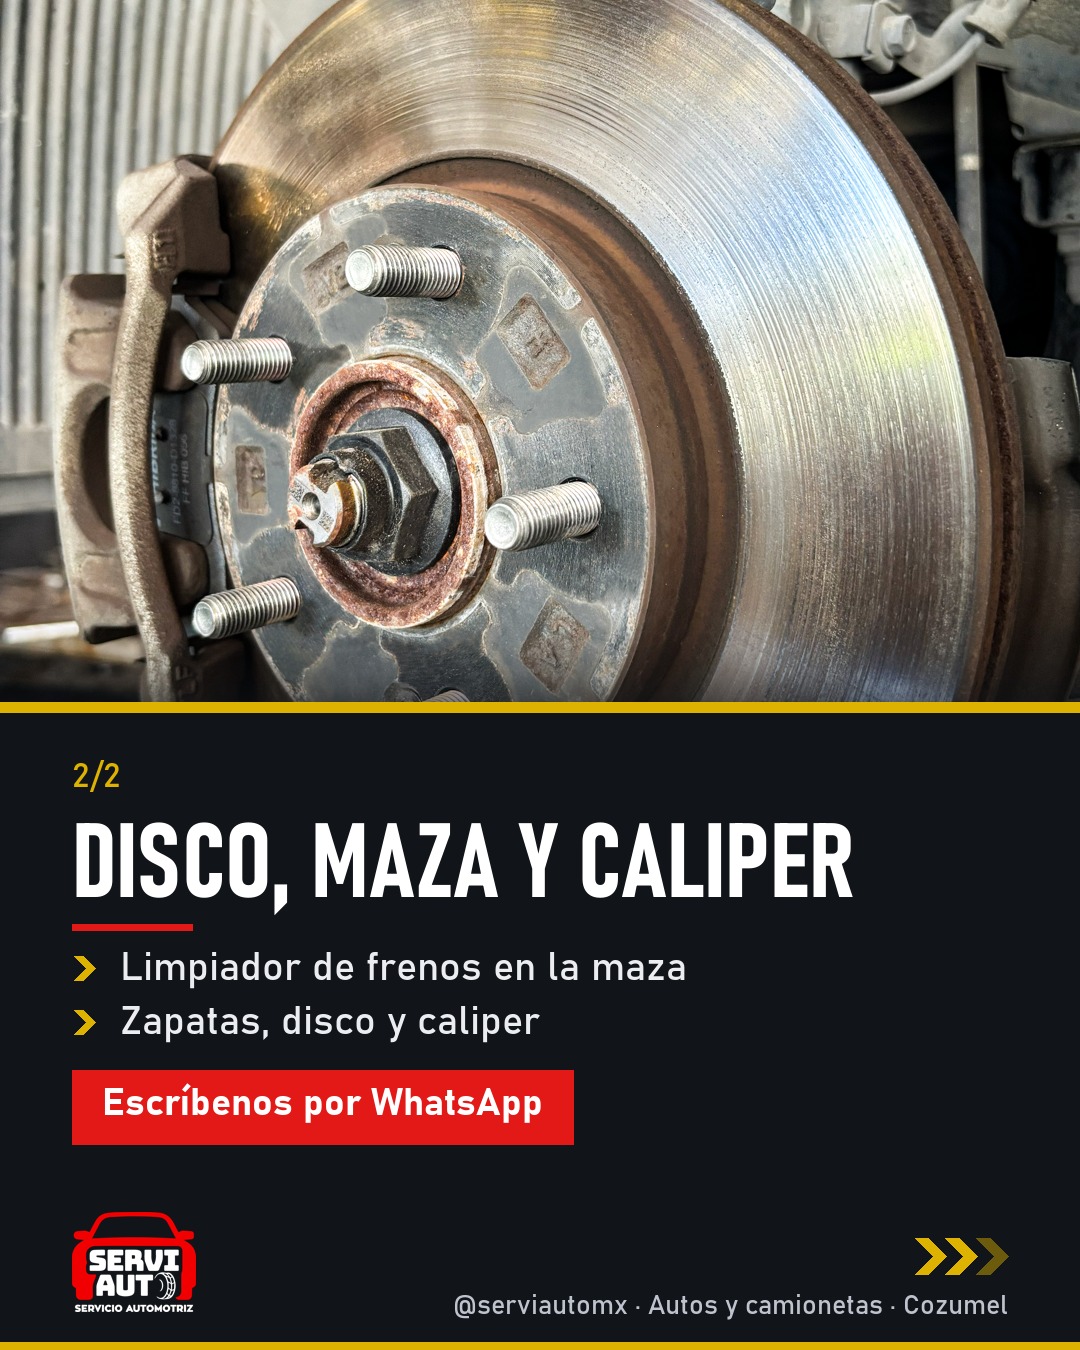 2/2
DISCO, MAZA Y CALIPER
Limpiador de frenos en la maza
Zapatas, disco y caliper
Escríbenos por WhatsApp
SERVI
AUTO
SERVICIO AUTOMOTRIZ
@serviautomx · Autos y camionetas · Cozumel